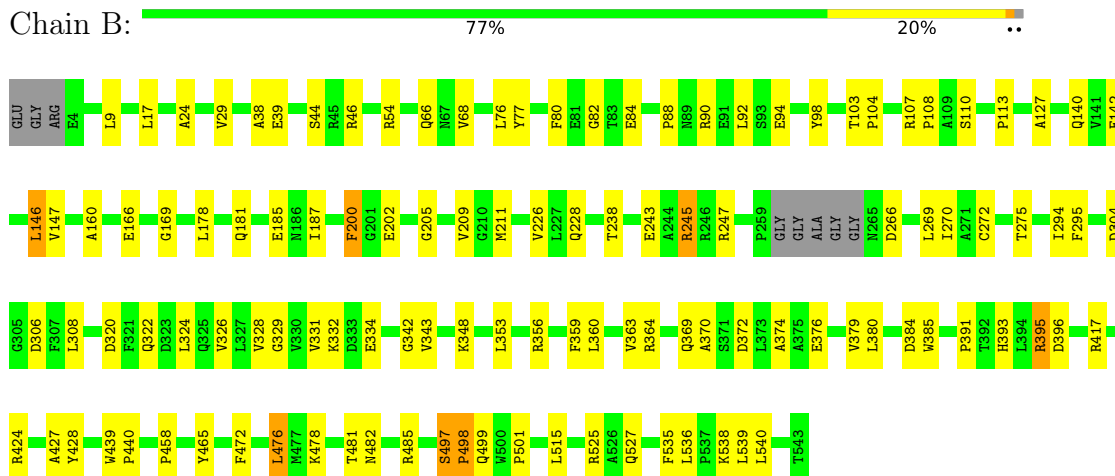 Chain B:
77% 20% ••
GLU GLY ARG E4 L9 L17 A24 V29 A38 E39 S44 R45 R46 R54 Q66 N67 V68 L76 Y77 F80 E81 G82 T83 E84 P88 N89 R90 E91 L92 S93 E94 Y98 T103 P104 R107 P108 A109 S110 P113 A127 Q140 V141 E142
L146 V147 A160 E166 G169 L178 Q181 E185 N186 I187 F200 G201 E202 G205 V209 G210 M211 V226 L227 Q228 T238 E243 A244 R245 R246 R247 P259 GLY GLY ALA GLY GLY N265 D266 L269 I270 A271 C272 T275 I294 F295 D304
G305 D306 F307 L308 D320 F321 Q322 D323 L324 Q325 V326 L327 V328 G329 V330 V331 K332 D333 E334 G342 V343 K348 L353 R356 F359 L360 V363 R364 Q369 A370 S371 D372 L373 A374 A375 E376 V379 L380 D384 W385 P391 T392 H393 L394 R395 D396 R417
R424 A427 Y428 W439 P440 P458 Y465 F472 L476 M477 K478 T481 N482 R485 S497 P498 Q499 W500 P501 L515 R525 A526 Q527 F535 L536 P537 K538 L539 L540 T543